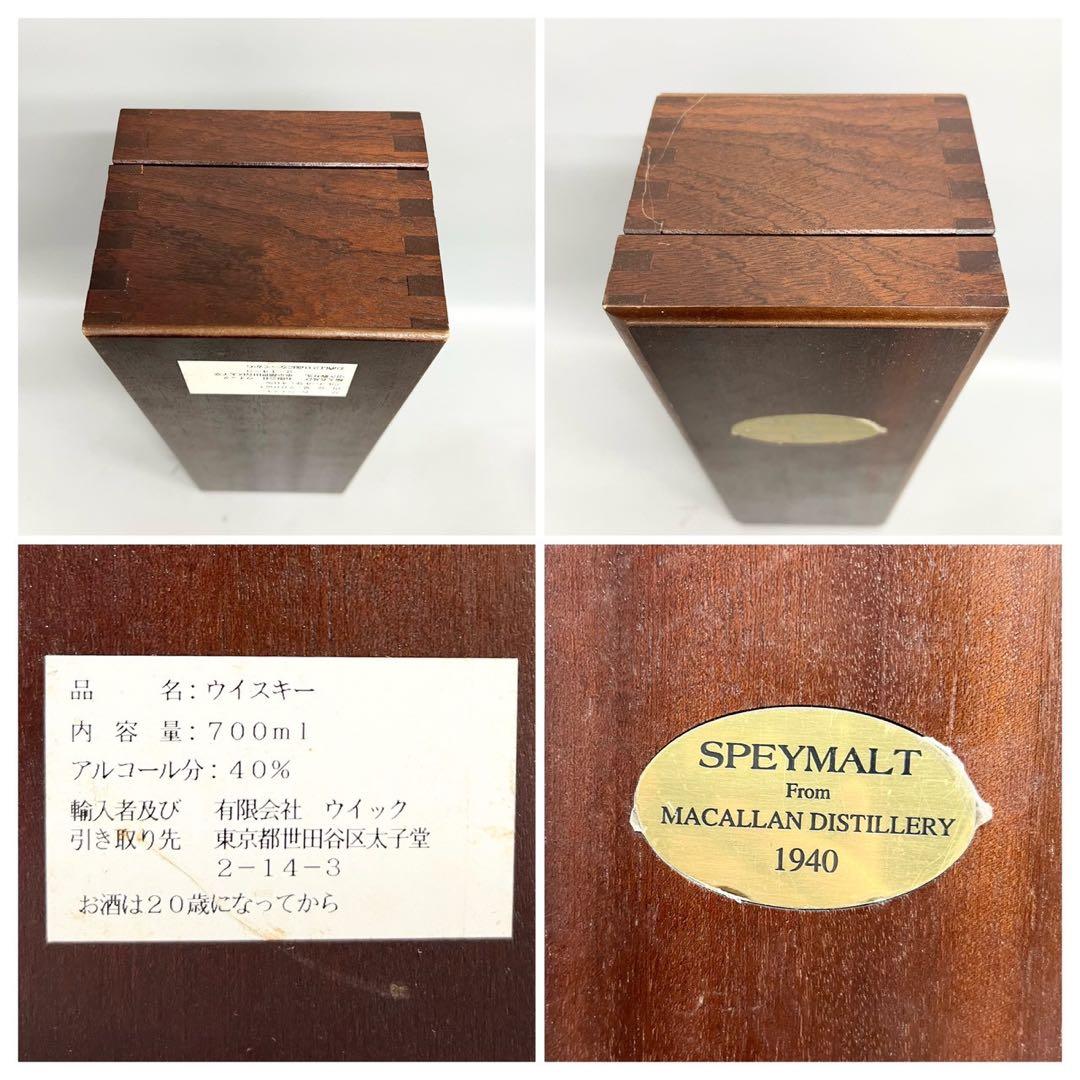 品　　　名：ウイスキー
内　容　量：７００ｍｌ
アルコール分：４０％
輸入者及び　有限会社　ウイック
引き取り先　東京都世田谷区太子堂
２－１４－３
お酒は２０歳になってから
SPEYMALT
From
MACALLAN DISTILLERY
1940